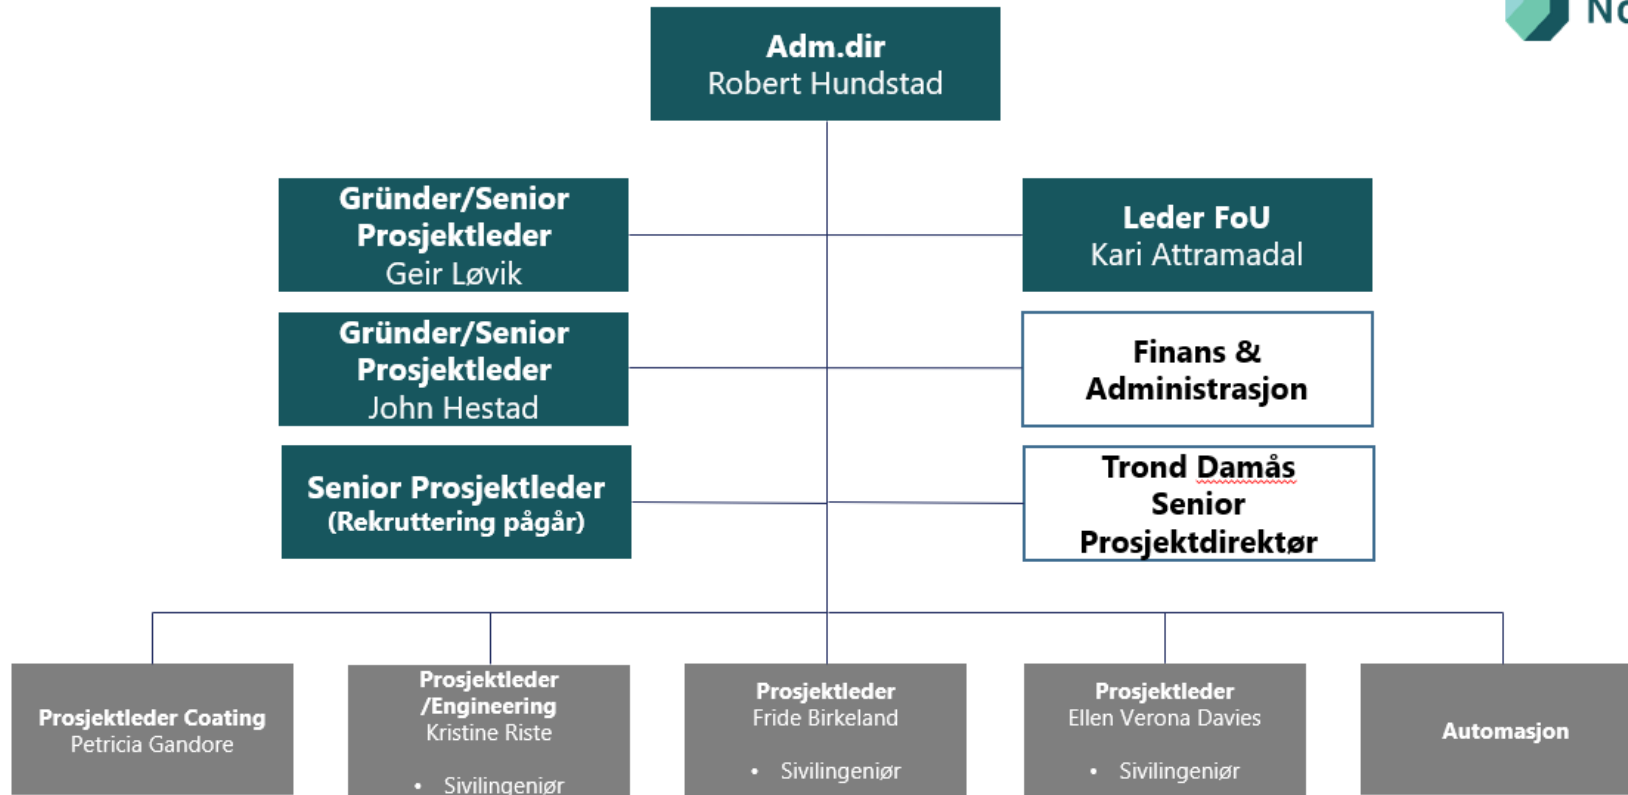 No
Adm.dir
Robert Hundstad
Gründer/Senior
Prosjektleder
Geir Løvik
Leder FoU
Kari Attramadal
Gründer/Senior
Prosjektleder
John Hestad
Finans &
Administrasjon
Senior Prosjektleder
(Rekruttering pågår)
Trond Damås
Senior
Prosjektdirektør
Prosjektleder Coating
Petricia Gandore
Prosjektleder
/Engineering
Kristine Riste
• Sivilingeniør
Prosjektleder
Fride Birkeland
• Sivilingeniør
Prosjektleder
Ellen Verona Davies
• Sivilingeniør
Automasjon